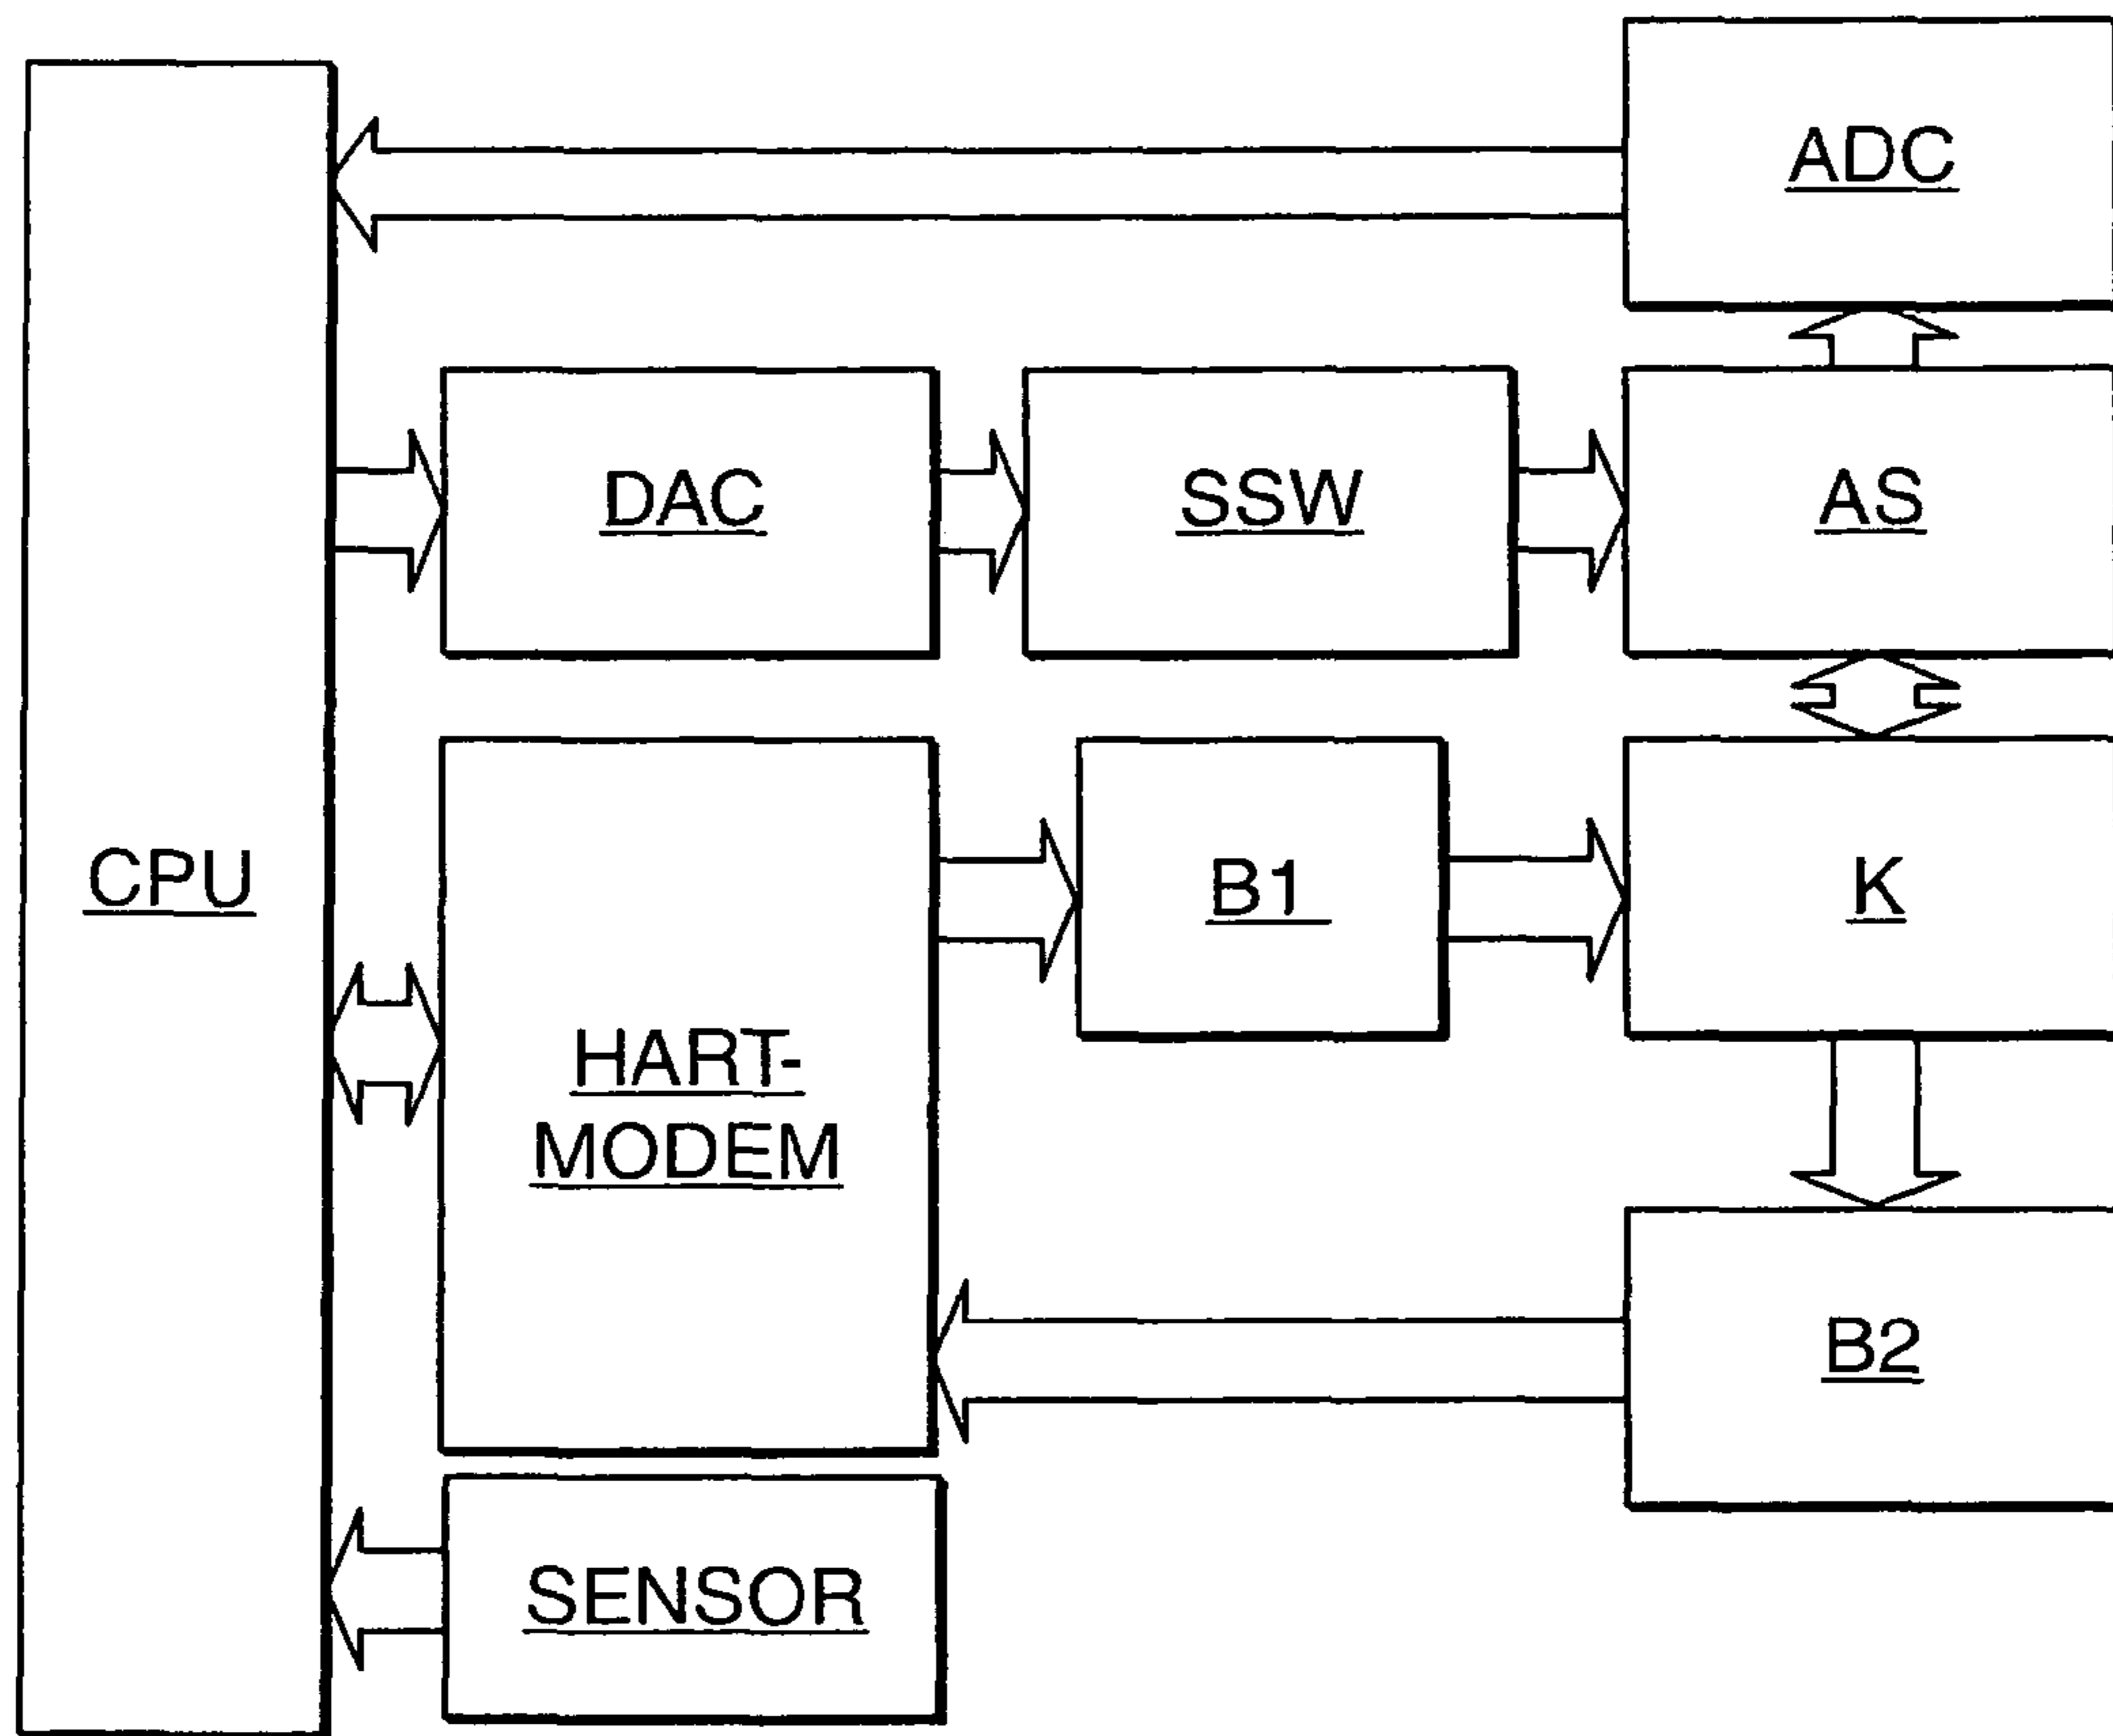 ADC
DAC
SSW
AS
CPU
HART-
MODEM
B1
K
B2
SENSOR